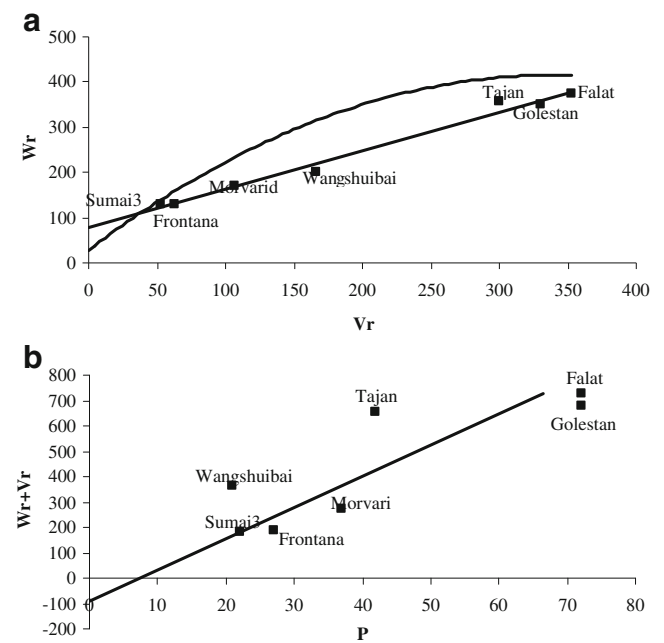 a
500
400
300
200
100
0
Wr
Tajan
Falat
Golestan
Morvarid
Wangshuibai
Sumai3
Frontana
0 50 100 150 200 250 300 350 400
Vr
b
800
700
600
500
400
300
200
100
0
-100
-200
Wr+Vr
Falat
Tajan
Golestan
Wangshuibai
Morvari
Sumai3
Frontana
0 10 20 30 40 50 60 70 80
P